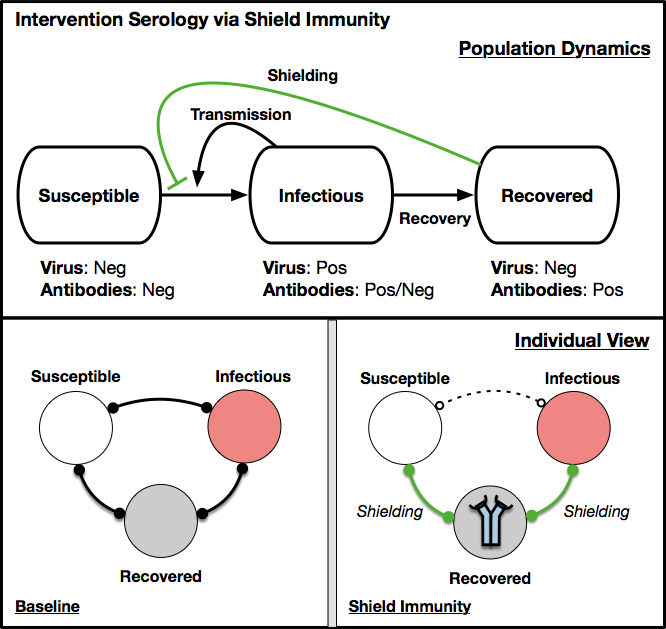 Intervention Serology via Shield Immunity
Population Dynamics
Shielding
Transmission
Susceptible
Infectious
Recovered
Recovery
Virus: Neg
Antibodies: Neg
Virus: Pos
Antibodies: Pos/Neg
Virus: Neg
Antibodies: Pos
Susceptible
Infectious
Recovered
Baseline
Individual View
Susceptible
Infectious
Shielding
Shielding
Recovered
Shield Immunity